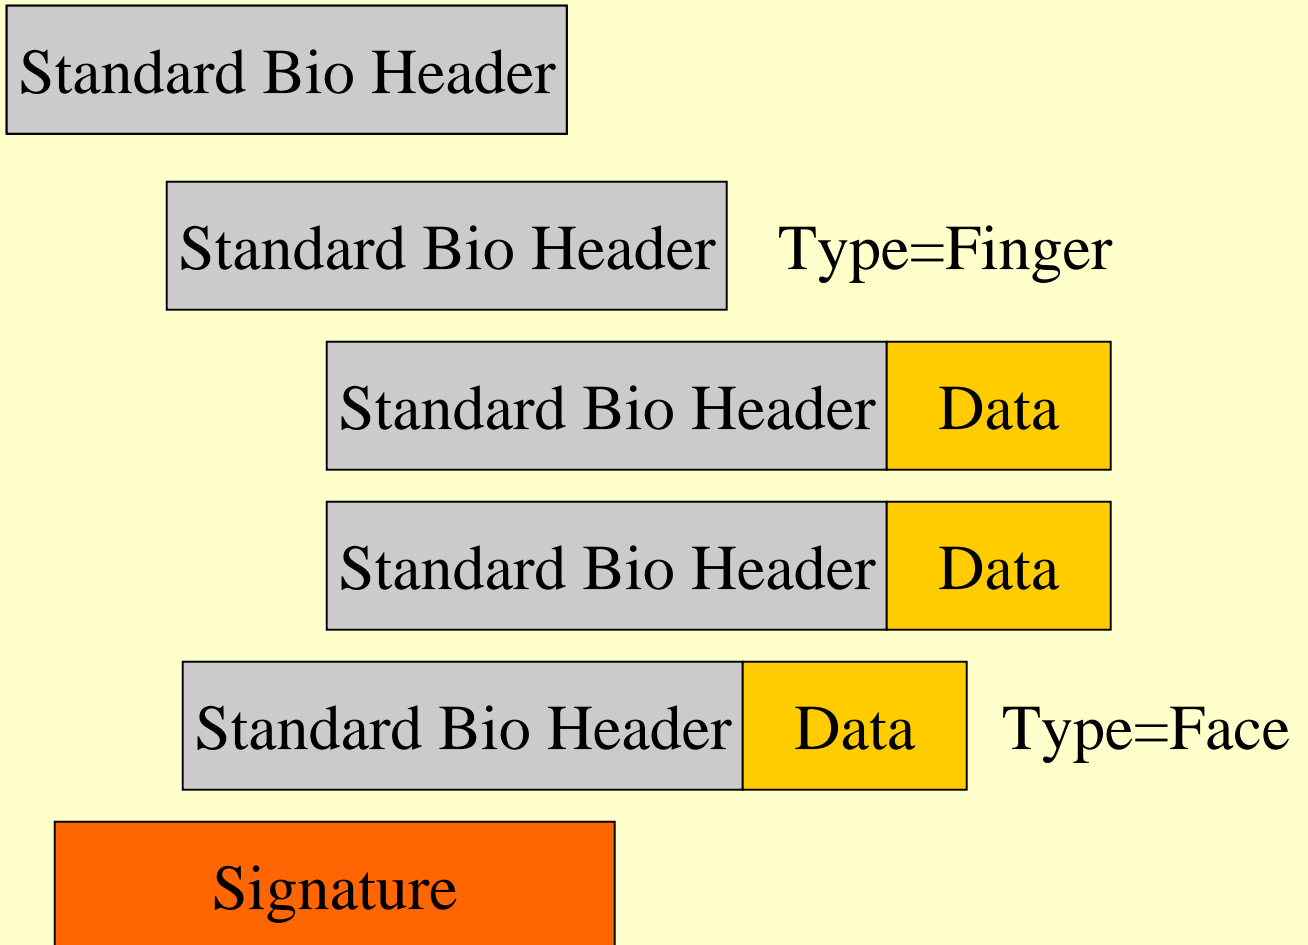 Standard Bio Header
Standard Bio Header Type=Finger
Standard Bio Header Data
Standard Bio Header Data
Standard Bio Header Data Type=Face
Signature